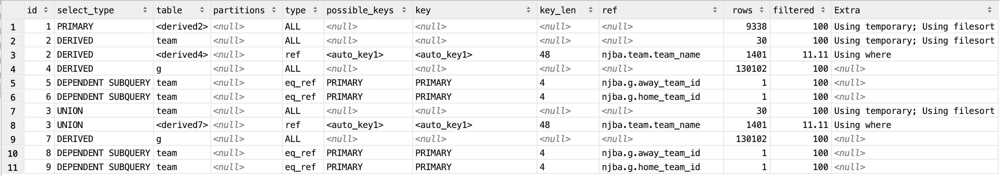 id select_type table partitions type possible_keys key key_len ref rows filtered Extra
1 1 PRIMARY <derived2> <null> ALL <null> <null> <null> <null> 9338 100 Using temporary; Using filesort
2 2 DERIVED team <null> ALL <null> <null> <null> <null> 30 100 Using temporary; Using filesort
3 2 DERIVED <derived4> <null> ref <auto_key1> <auto_key1> 48 njba.team.team_name 1401 11.11 Using where
4 4 DERIVED g <null> ALL <null> <null> <null> <null> 130102 100 <null>
5 5 DEPENDENT SUBQUERY team <null> eq_ref PRIMARY PRIMARY 4 njba.g.away_team_id 1 100 <null>
6 6 DEPENDENT SUBQUERY team <null> eq_ref PRIMARY PRIMARY 4 njba.g.home_team_id 1 100 <null>
7 3 UNION team <null> ALL <null> <null> <null> <null> 30 100 Using temporary; Using filesort
8 3 UNION <derived7> <null> ref <auto_key1> <auto_key1> 48 njba.team.team_name 1401 11.11 Using where
9 7 DERIVED g <null> ALL <null> <null> <null> <null> 130102 100 <null>
10 8 DEPENDENT SUBQUERY team <null> eq_ref PRIMARY PRIMARY 4 njba.g.away_team_id 1 100 <null>
11 9 DEPENDENT SUBQUERY team <null> eq_ref PRIMARY PRIMARY 4 njba.g.home_team_id 1 100 <null>